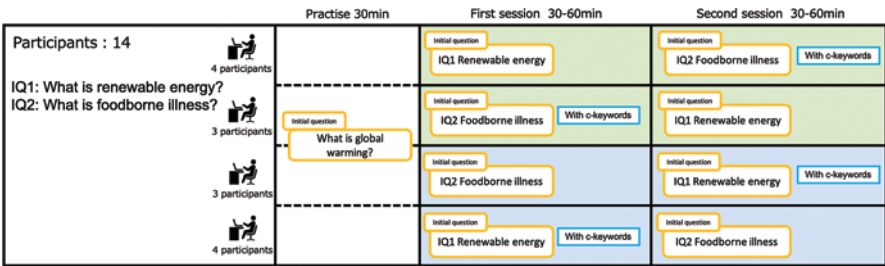 Practise 30min
First session 30-60min
Second session 30-60min
Participants : 14
IQ1: What is renewable energy?
IQ2: What is foodborne illness?
4 participants
3 participants
3 participants
4 participants
Initial question
What is global
warming?
Initial question
IQ1 Renewable energy
Initial question
IQ2 Foodborne illness
With c-keywords
Initial question
IQ2 Foodborne illness
With c-keywords
Initial question
IQ1 Renewable energy
Initial question
IQ2 Foodborne illness
Initial question
IQ1 Renewable energy
With c-keywords
Initial question
IQ1 Renewable energy
With c-keywords
Initial question
IQ2 Foodborne illness